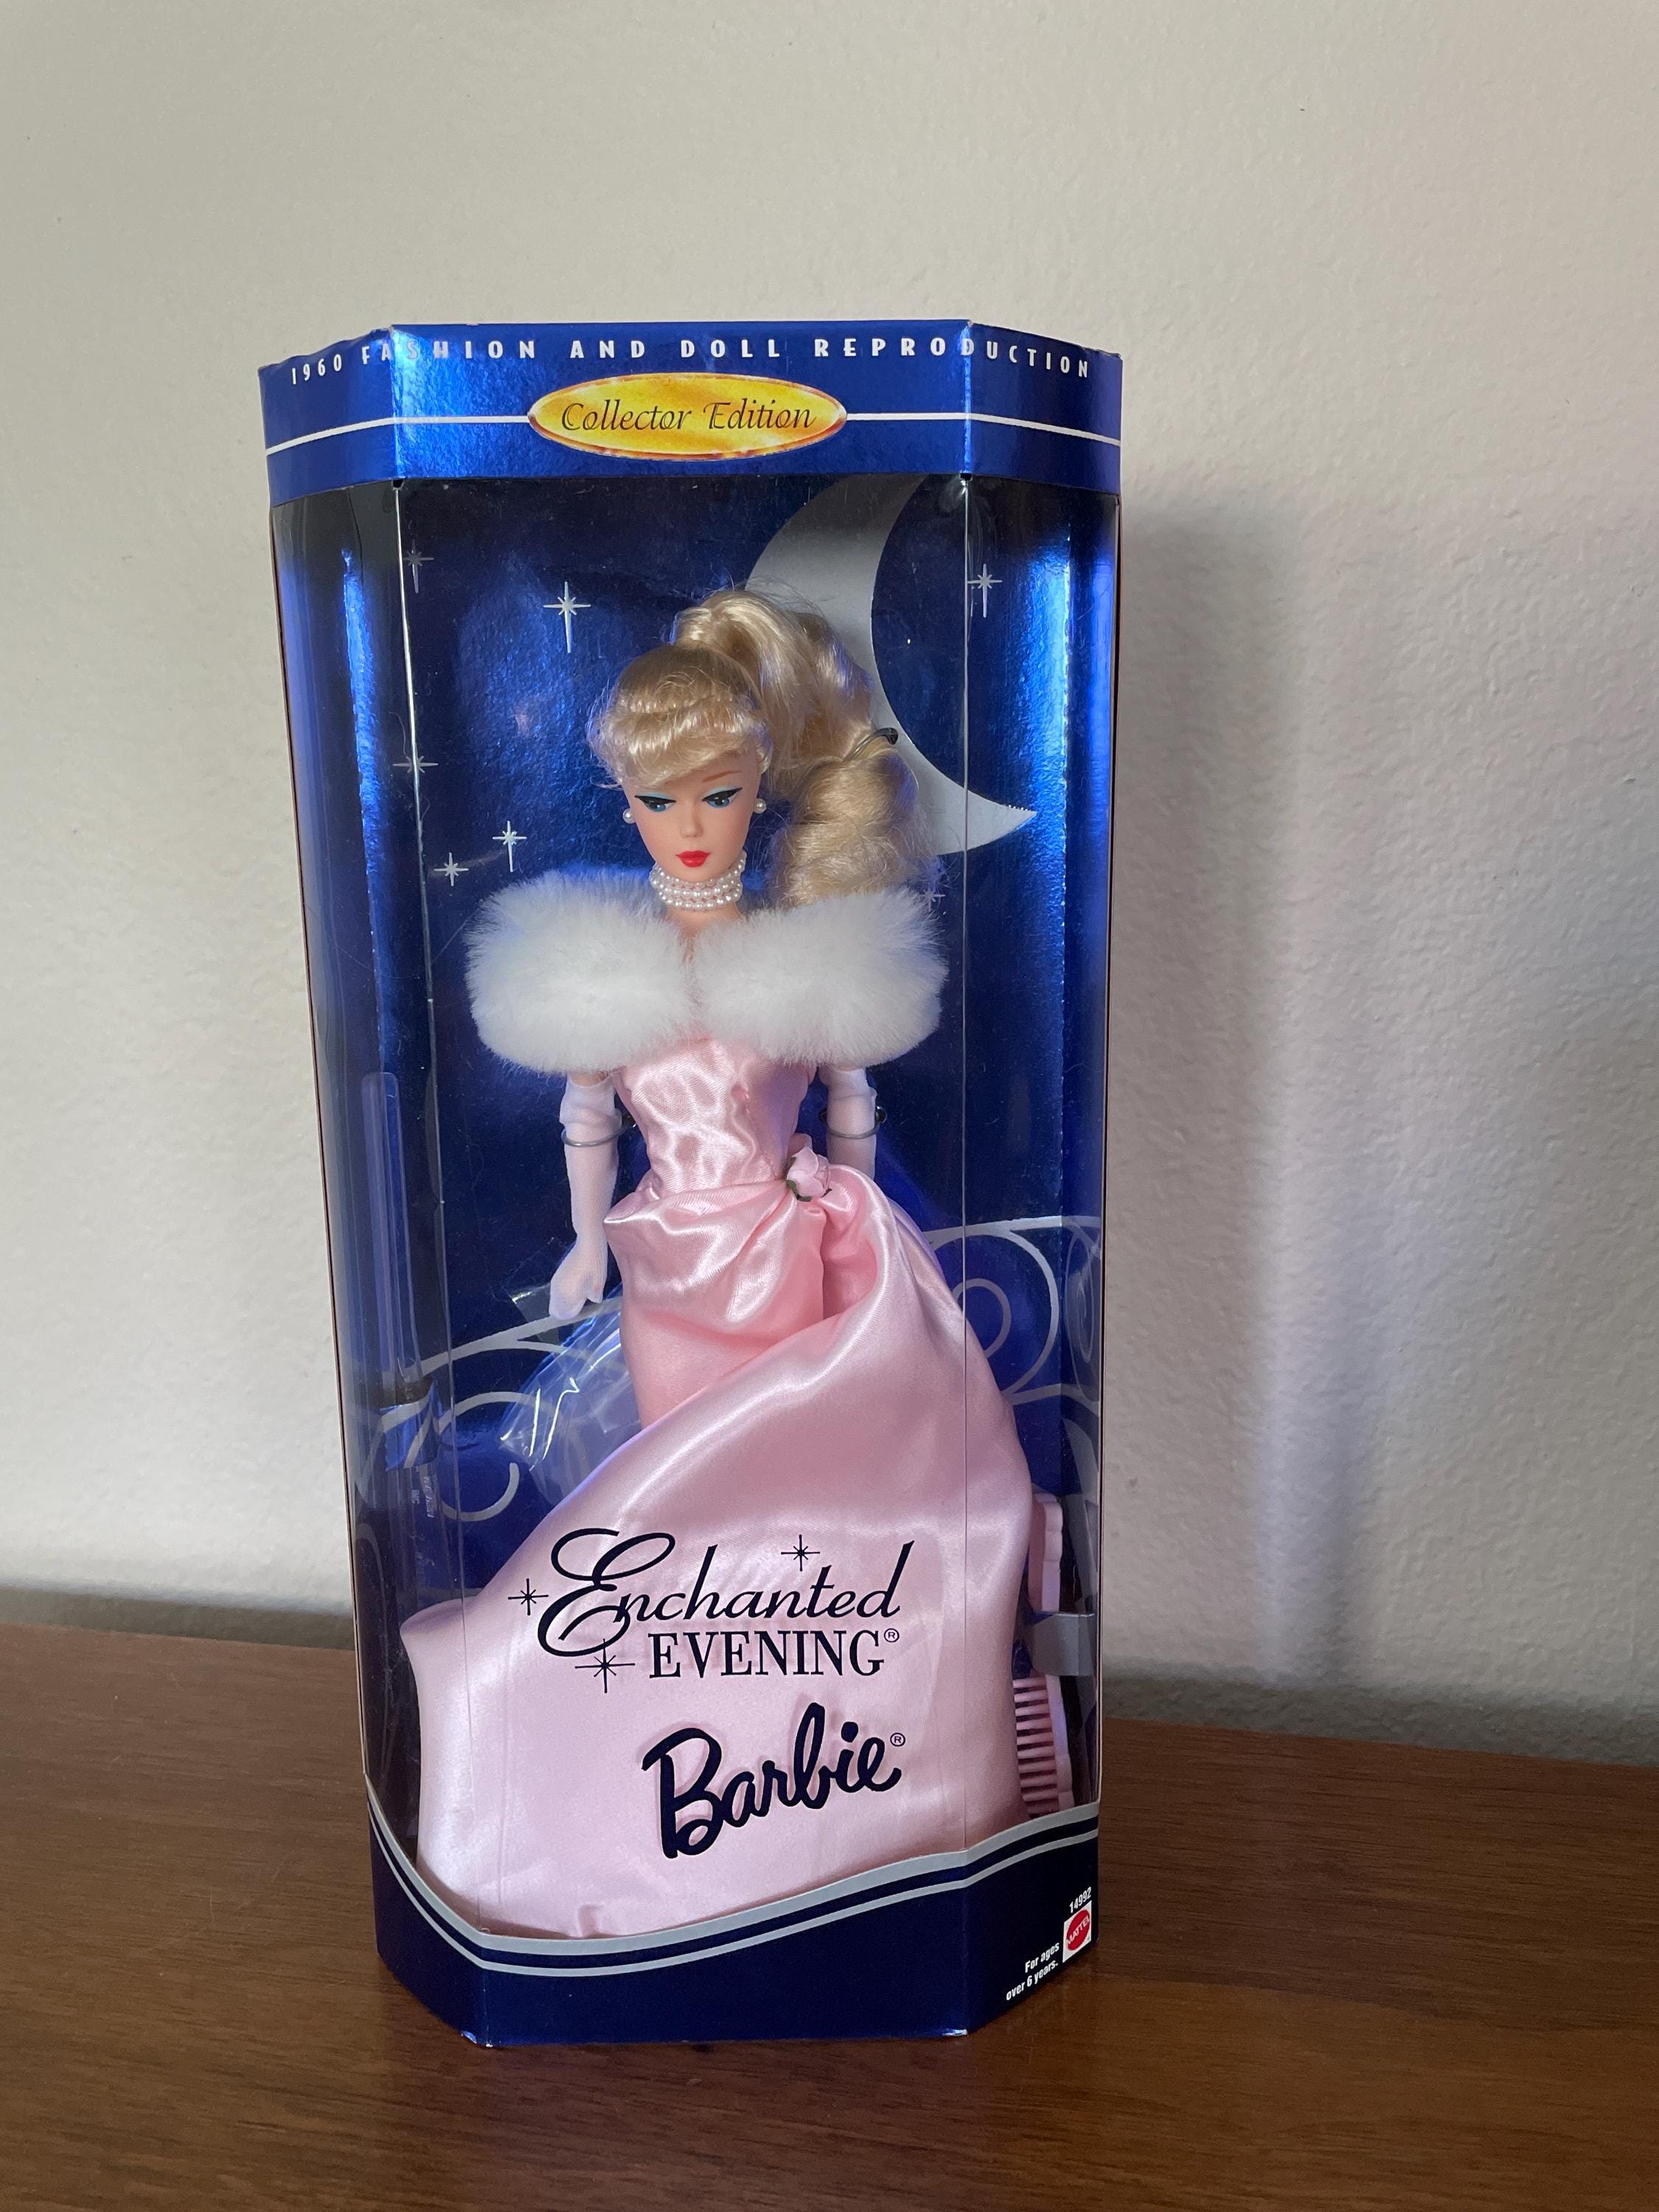 1960 FASHION AND DOLL REPRODUCTION
Collector Edition
Enchanted
EVENING®
Barbie®
14992
MATTEL
For ages
over 6 years.